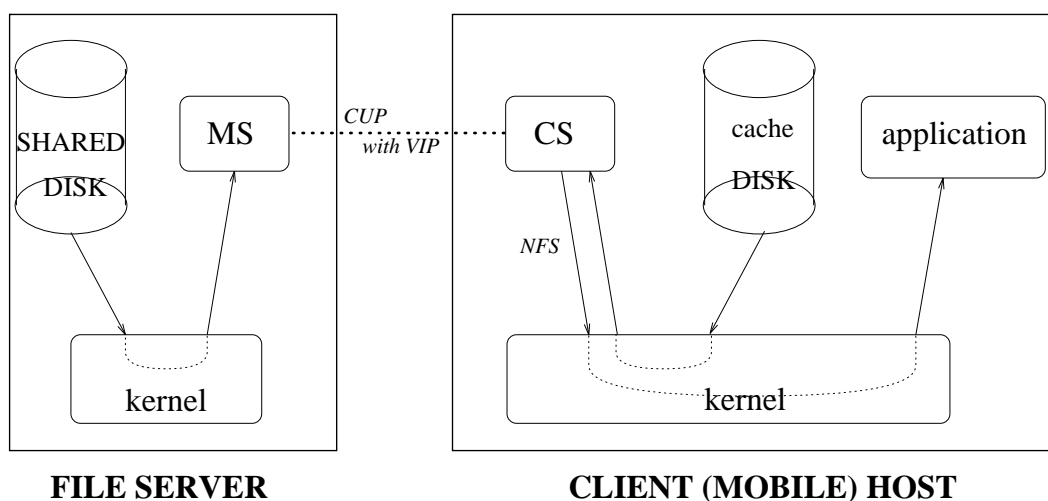 SHARED
DISK
MS
CUP
with VIP
CS
cache
DISK
application
NFS
kernel
kernel
FILE SERVER
CLIENT (MOBILE) HOST